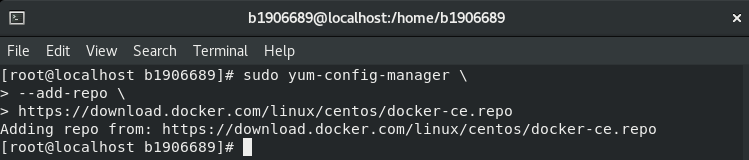 b1906689@localhost:/home/b1906689
File Edit View Search Terminal Help
[root@localhost b1906689]# sudo yum-config-manager \
> --add-repo \
> https://download.docker.com/linux/centos/docker-ce.repo
Adding repo from: https://download.docker.com/linux/centos/docker-ce.repo
[root@localhost b1906689]#